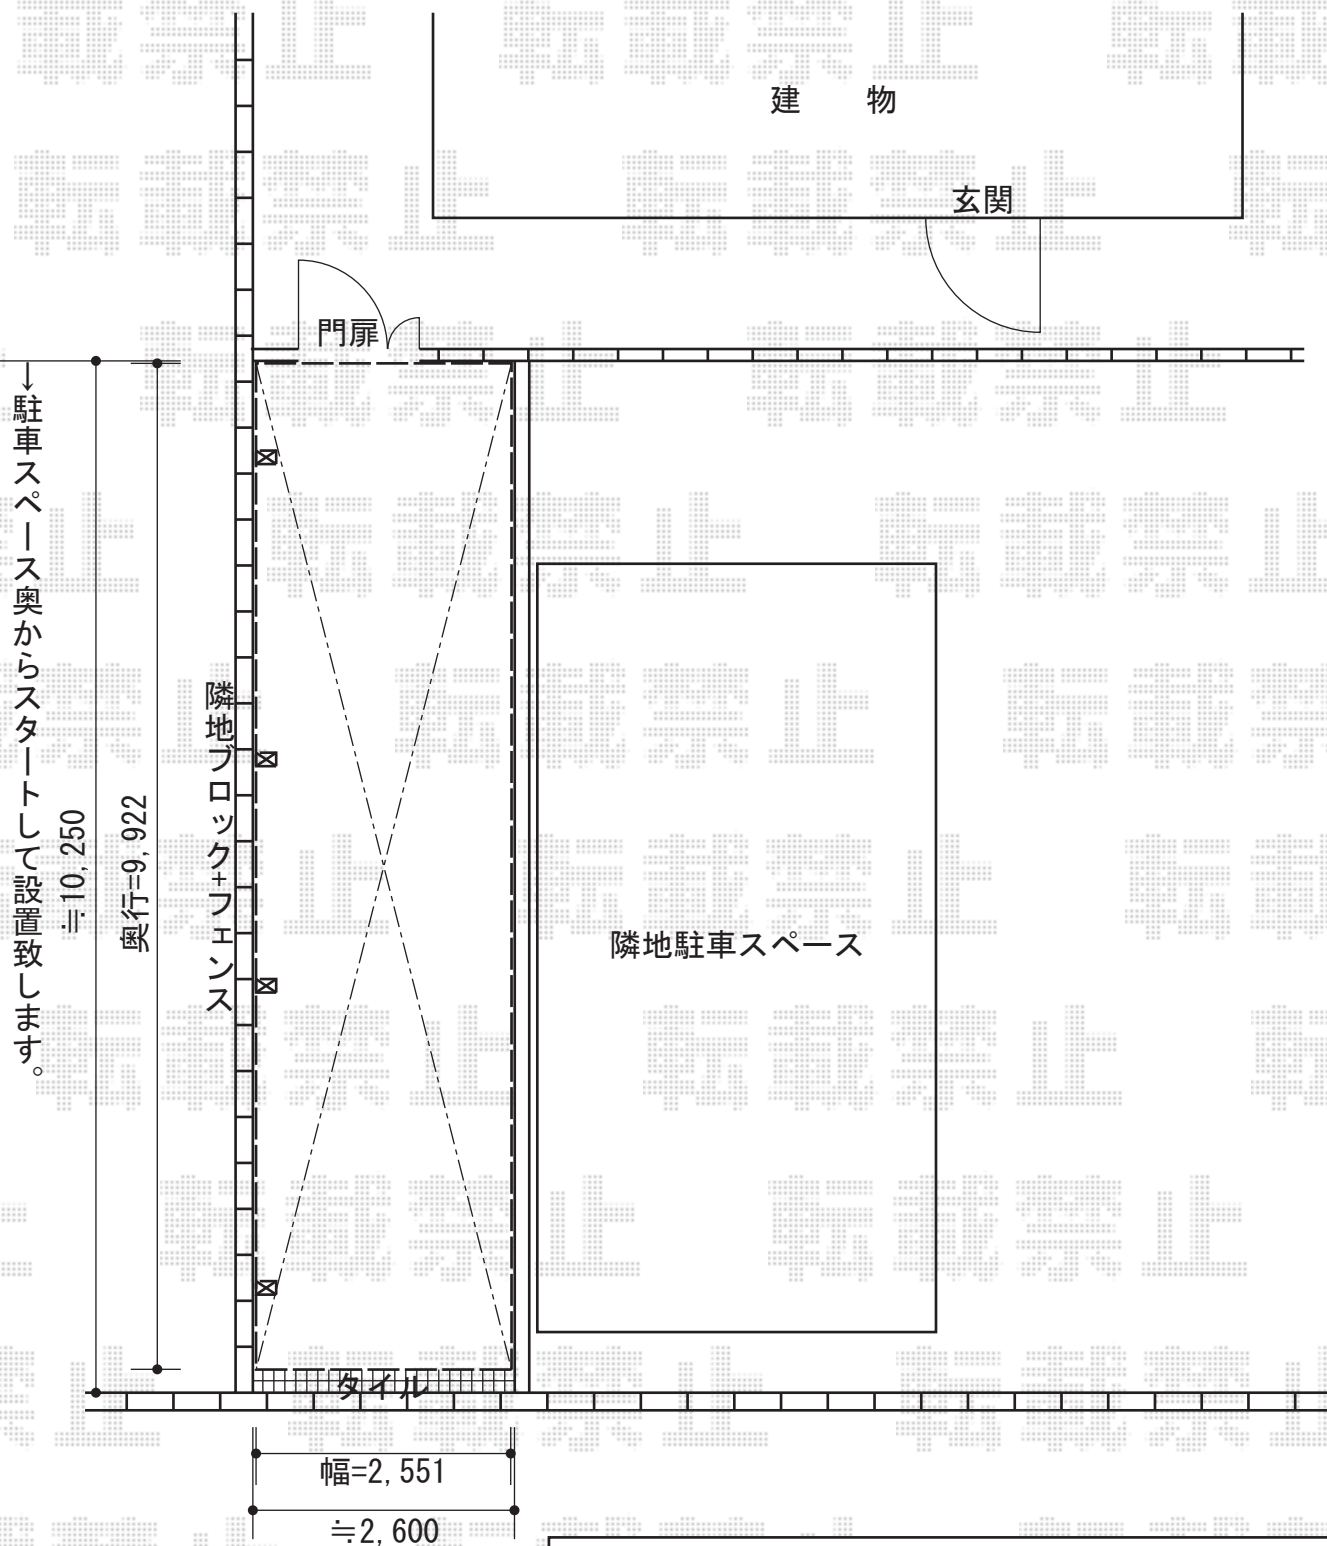 建 物
玄関
門扉
→駐車スペース奥からスタートして設置致します。
≒10,250
奥行=9,922
隣地ブロック+フェンス
隣地駐車スペース
タイル
幅=2,551
≒2,600
転載禁止